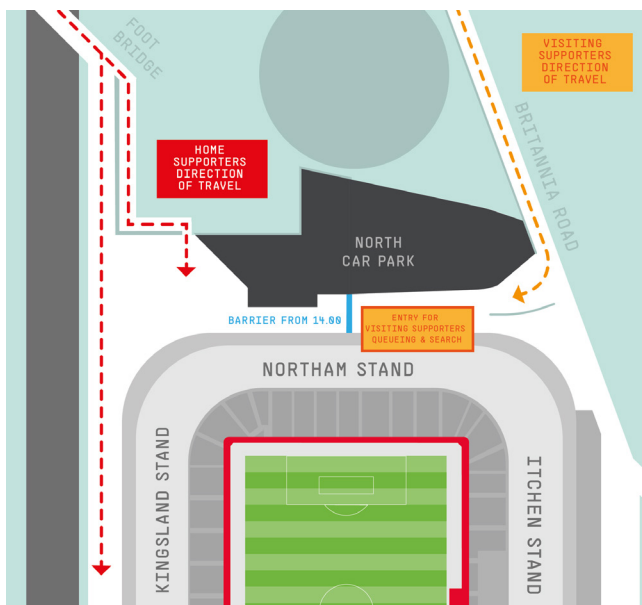 FOOT
BRIDGE
VISITING
SUPPORTERS
DIRECTION
OF TRAVEL
BRITANNIA ROAD
HOME
SUPPORTERS
DIRECTION
OF TRAVEL
NORTH
CAR PARK
BARRIER FROM 14.00
ENTRY FOR
VISITING SUPPORTERS
QUEUEING & SEARCH
NORTHAM STAND
KINGSLAND STAND
ITCHEN STAND